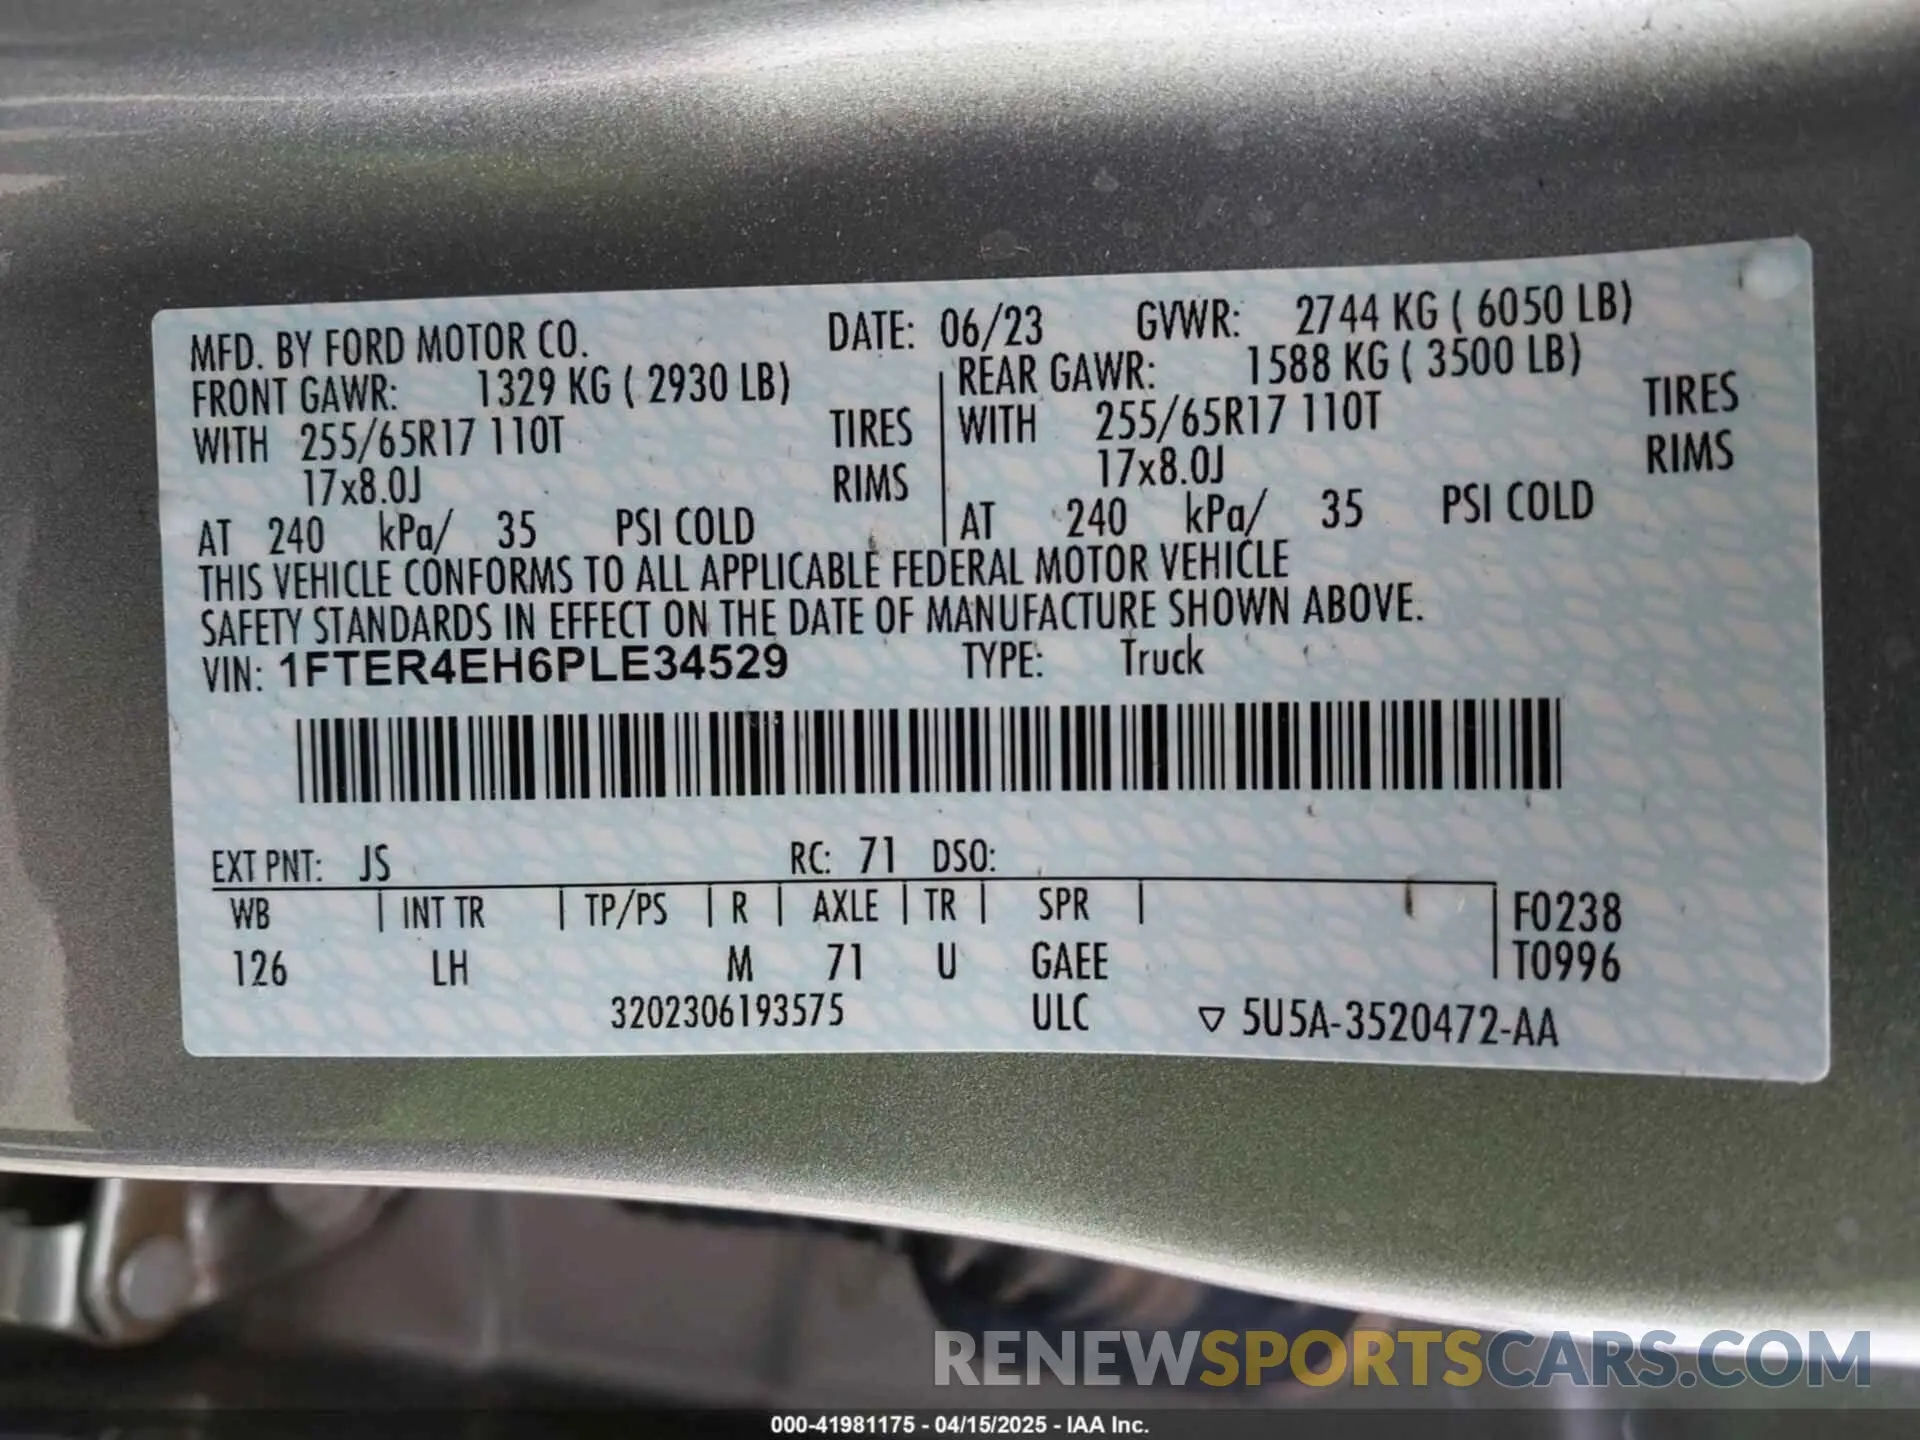 MFD. BY FORD MOTOR CO. DATE: 06/23 GVWR: 2744 KG ( 6050 LB)
FRONT GAWR: 1329 KG ( 2930 LB) REAR GAWR: 1588 KG ( 3500 LB)
WITH 255/65R17 110T TIRES WITH 255/65R17 110T TIRES
17x8.0J RIMS 17x8.0J RIMS
AT 240 kPa/ 35 PSI COLD AT 240 kPa/ 35 PSI COLD
THIS VEHICLE CONFORMS TO ALL APPLICABLE FEDERAL MOTOR VEHICLE
SAFETY STANDARDS IN EFFECT ON THE DATE OF MANUFACTURE SHOWN ABOVE.
VIN: 1FTER4EH6PLE34529 TYPE: Truck
EXT PNT: JS RC: 71 DSO:
WB | INT TR | TP/PS | R | AXLE | TR | SPR | F0238
126 LH M 71 U GAEE T0996
3202306193575 ULC ▽ 5U5A-3520472-AA
RENEWSPORTSCARS.COM
000-41981175 - 04/15/2025 - IAA Inc.